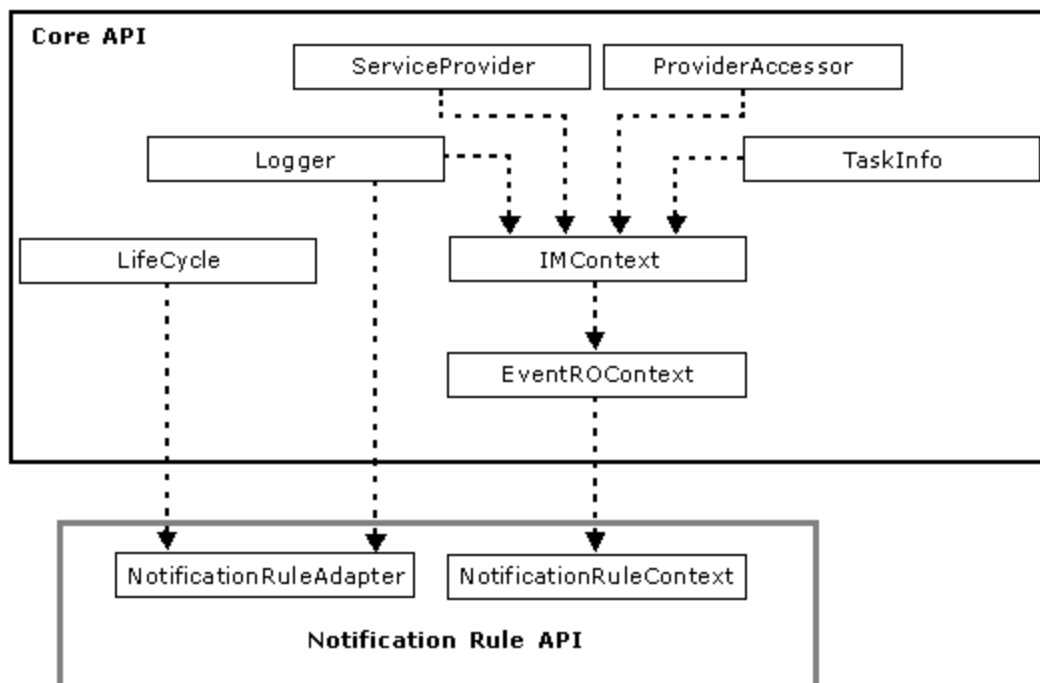 Core API
ServiceProvider
ProviderAccessor
Logger
TaskInfo
LifeCycle
IMContext
EventROContext
NotificationRuleAdapter
NotificationRuleContext
Notification Rule API